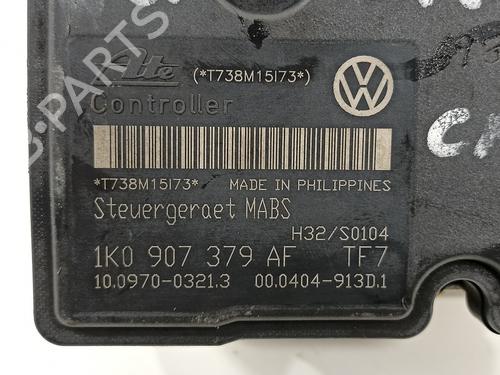 Ate (*T738M15I73*)
Controller
*T738M15I73* MADE IN PHILIPPINES
Steuergeraet MABS
H32/S0104
1K0 907 379 AF TF7
10.0970-0321.3 00.0404-913D.1
B-PARTS